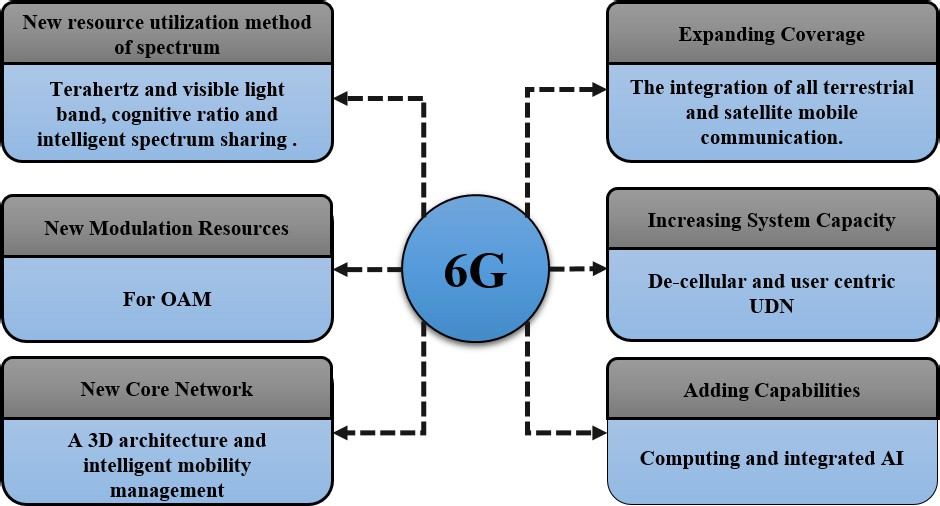 New resource utilization method
of spectrum
Terahertz and visible light
band, cognitive ratio and
intelligent spectrum sharing .
New Modulation Resources
For OAM
New Core Network
A 3D architecture and
intelligent mobility
management
6G
Expanding Coverage
The integration of all terrestrial
and satellite mobile
communication.
Increasing System Capacity
De-cellular and user centric
UDN
Adding Capabilities
Computing and integrated AI